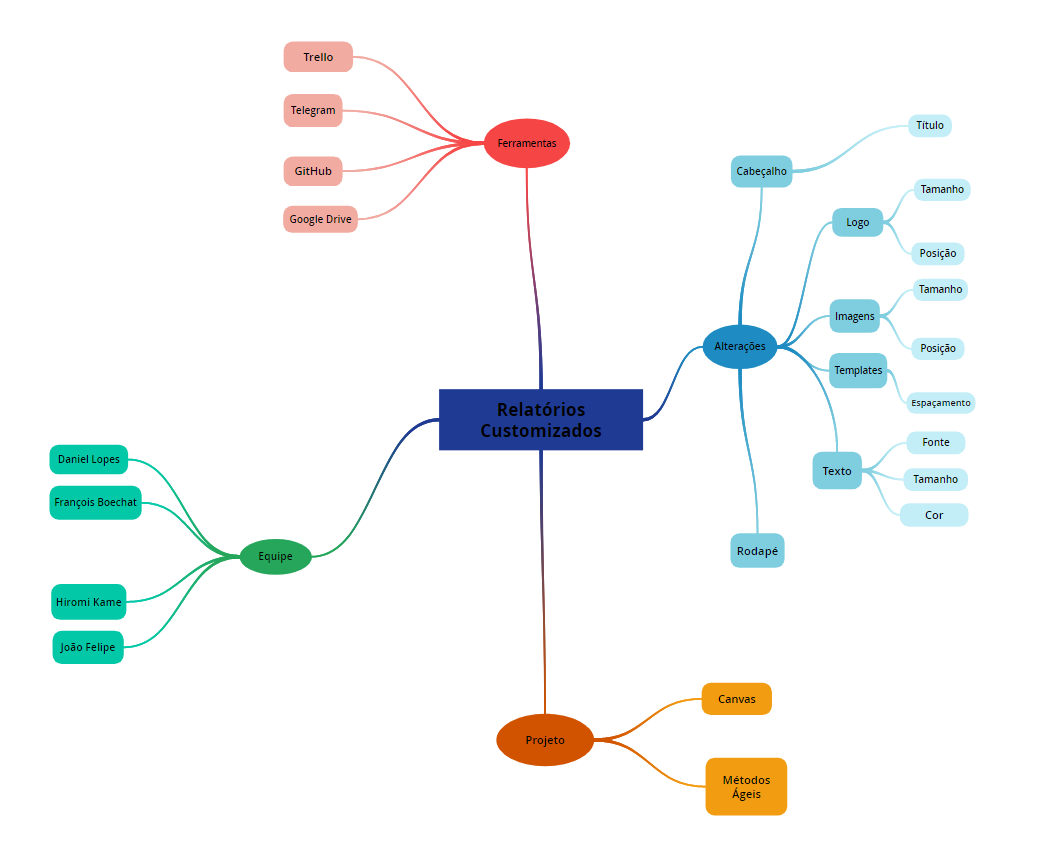 Relatórios
Customizados
Ferramentas
Trello
Telegram
GitHub
Google Drive
Alterações
Cabeçalho
Título
Logo
Tamanho
Posição
Imagens
Tamanho
Posição
Templates
Espaçamento
Texto
Fonte
Tamanho
Cor
Rodapé
Equipe
Daniel Lopes
François Boechat
Hiromi Kame
João Felipe
Projeto
Canvas
Métodos
Ágeis